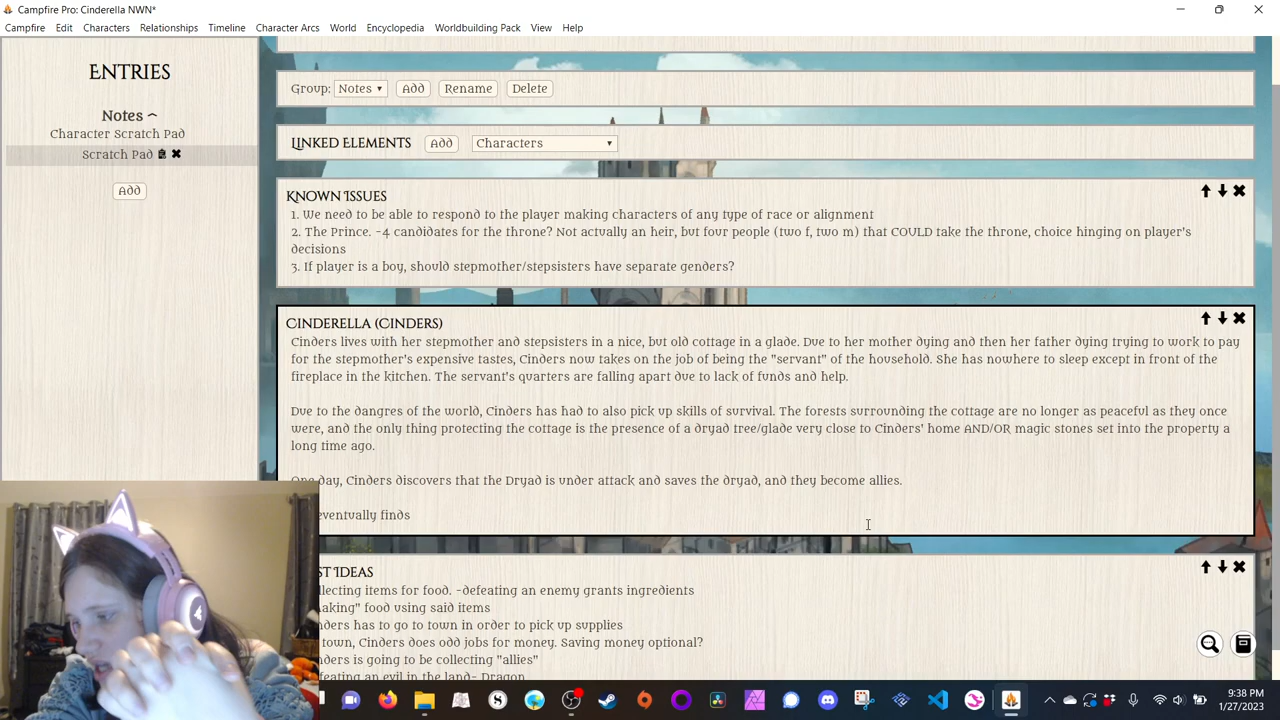 Campfire Pro: Cinderella NWN*
Campfire Edit Characters Relationships Timeline Character Arcs World Encyclopedia Worldbuilding Pack View Help
Entries
Notes
Character Scratch Pad
Scratch Pad
Add
Group: Notes Add Rename Delete
Linked Elements Add Characters
Known Issues
1. We need to be able to respond to the player making characters of any type of race or alignment
2. The Prince. -4 candidates for the throne? Not actually an heir, but four people (two f, two m) that COULD take the throne, choice hinging on player's
decisions
3. If player is a boy, should stepmother/stepsisters have separate genders?
Cinderella (Cinders)
Cinders lives with her stepmother and stepsisters in a nice, but old cottage in a glade. Due to her mother dying and then her father dying trying to work to pay
for the stepmother's expensive tastes, Cinders now takes on the job of being the "servant" of the household. She has nowhere to sleep except in front of the
fireplace in the kitchen. The servant's quarters are falling apart due to lack of funds and help.
Due to the dangres of the world, Cinders has had to also pick up skills of survival. The forests surrounding the cottage are no longer as peaceful as they once
were, and the only thing protecting the cottage is the presence of a dryad tree/glade very close to Cinders' home AND/OR magic stones set into the property a
long time ago.
One day, Cinders discovers that the Dryad is under attack and saves the dryad, and they become allies.
eventually finds
Ideas
items for food. -defeating an enemy grants ingredients
food using said items
has to go to town in order to pick up supplies
town, Cinders does odd jobs for money. Saving money optional?
is going to be collecting "allies"
an evil in the land- Dragon
9:38 PM
1/27/2023